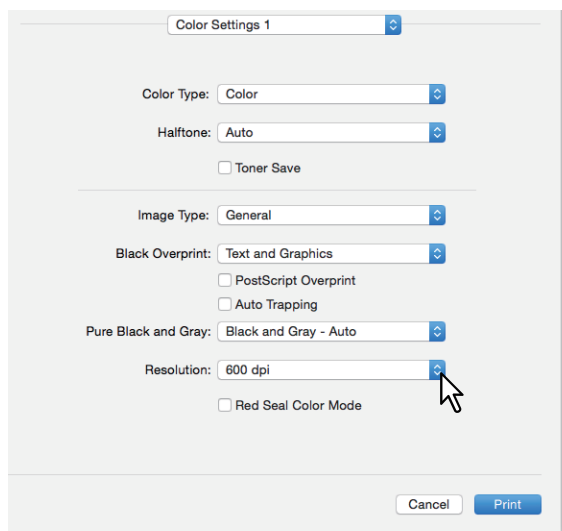 Color Settings 1
Color Type: Color
Halftone: Auto
Toner Save
Image Type: General
Black Overprint: Text and Graphics
PostScript Overprint
Auto Trapping
Pure Black and Gray: Black and Gray - Auto
Resolution: 600 dpi
Red Seal Color Mode
Cancel Print